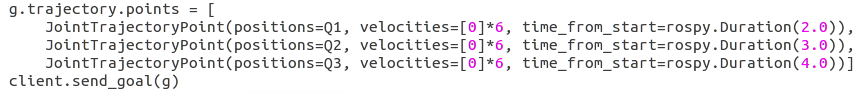 g.trajectory.points = [
    JointTrajectoryPoint(positions=Q1, velocities=[0]*6, time_from_start=rospy.Duration(2.0)),
    JointTrajectoryPoint(positions=Q2, velocities=[0]*6, time_from_start=rospy.Duration(3.0)),
    JointTrajectoryPoint(positions=Q3, velocities=[0]*6, time_from_start=rospy.Duration(4.0))]
client.send_goal(g)